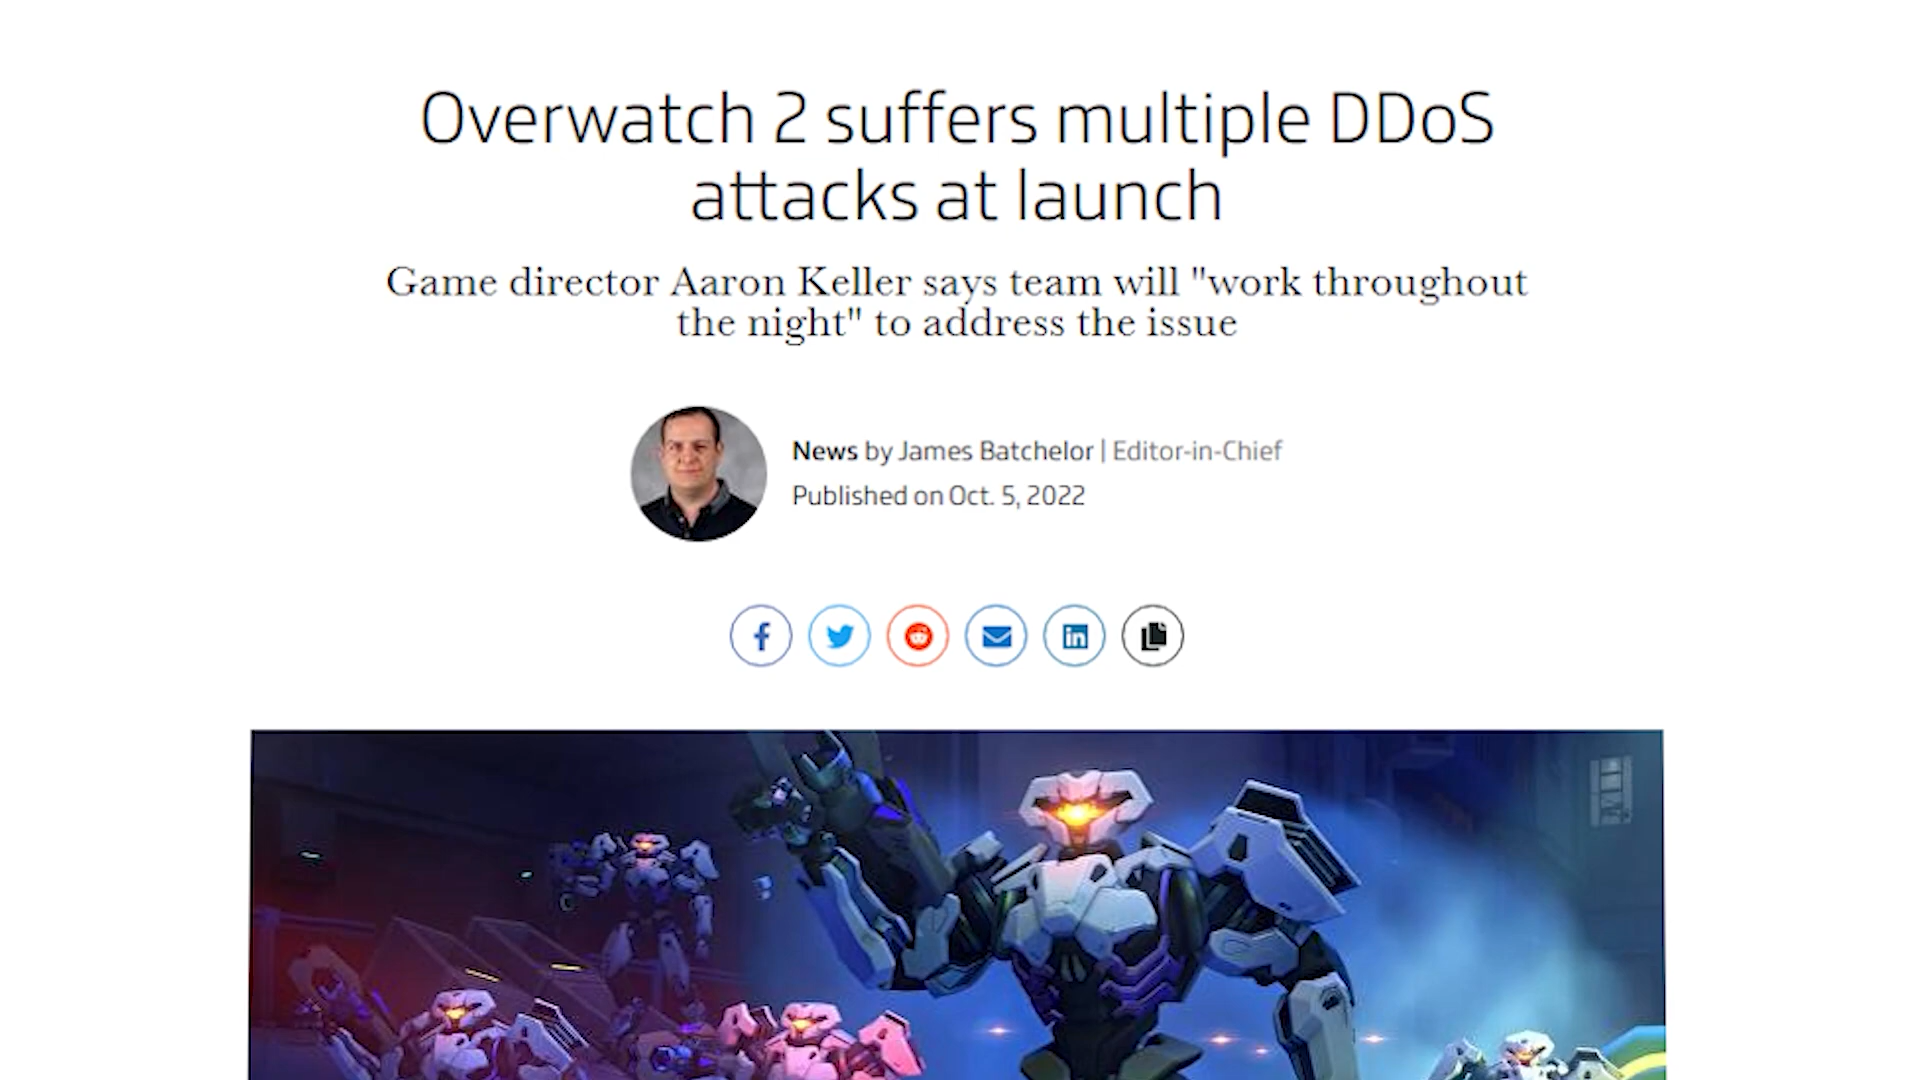 Overwatch 2 suffers multiple DDoS
attacks at launch
Game director Aaron Keller says team will "work throughout
the night" to address the issue
News by James Batchelor | Editor-in-Chief
Published on Oct. 5, 2022